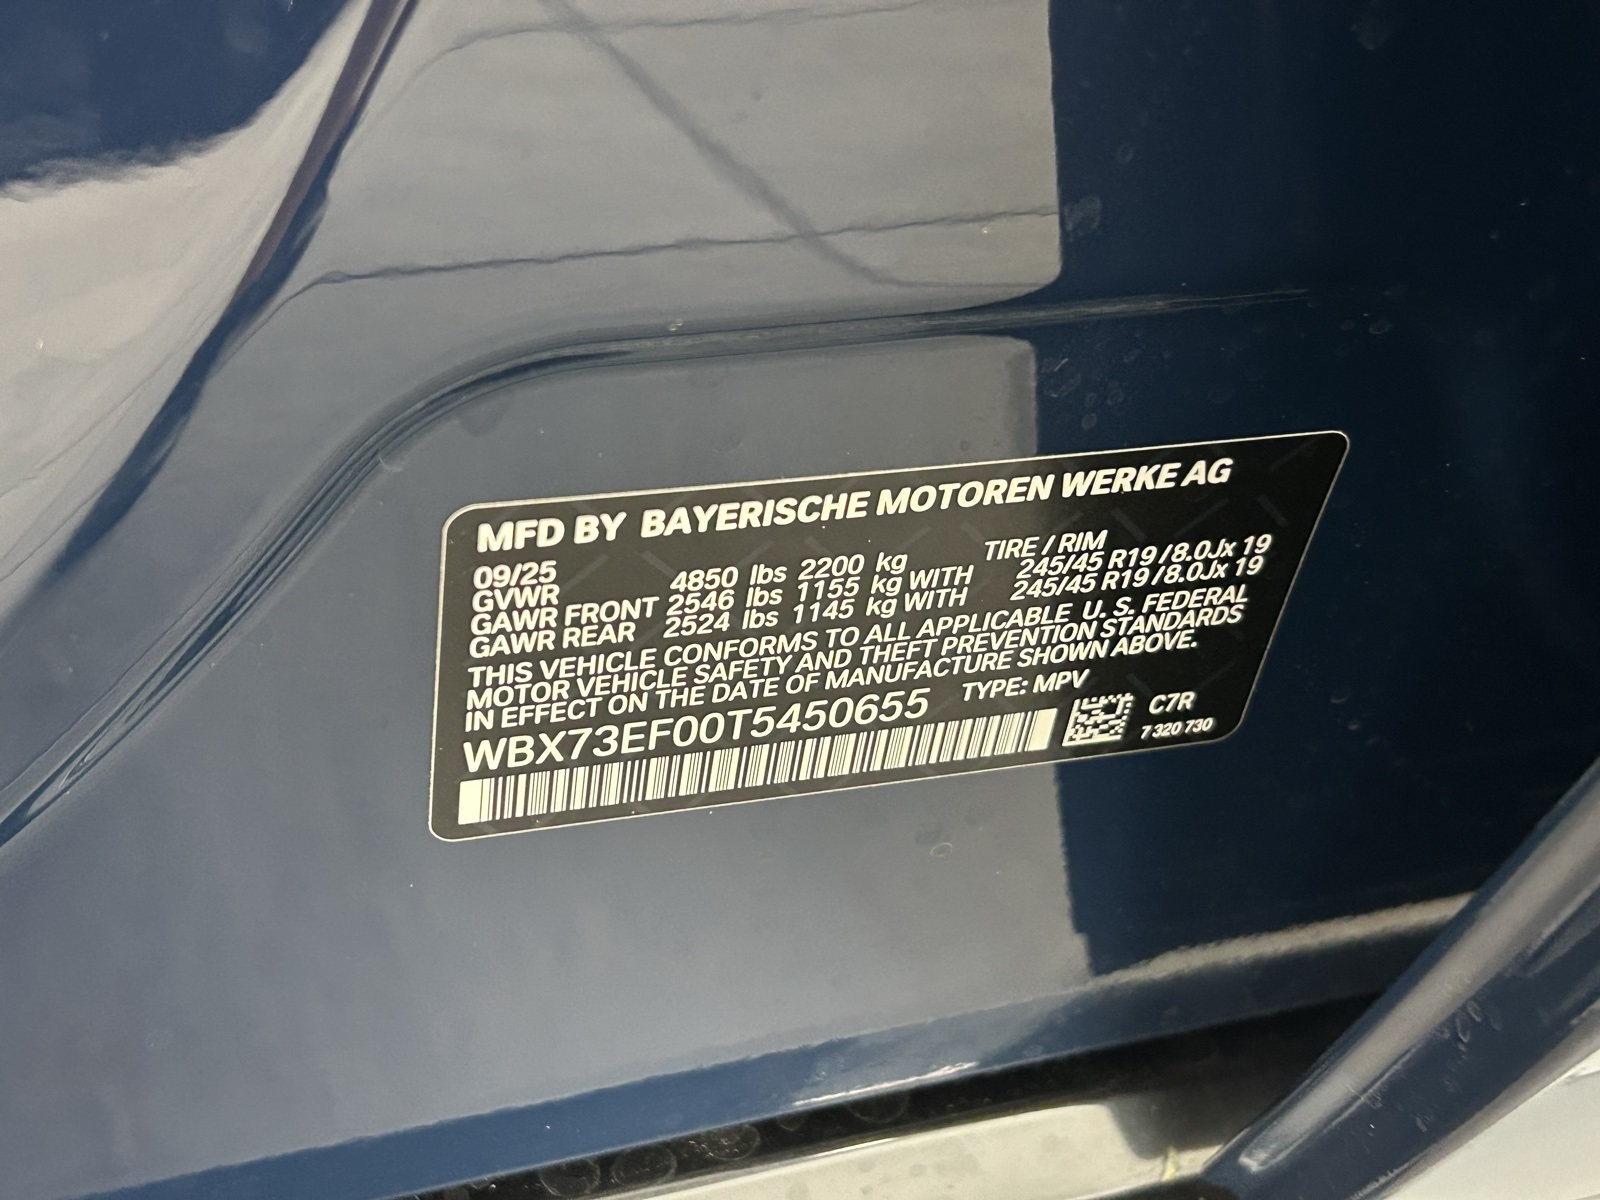 MFD BY BAYERISCHE MOTOREN WERKE AG
09/25 TIRE / RIM
GVWR 4850 lbs 2200 kg
GAWR FRONT 2546 lbs 1155 kg WITH 245/45 R19 / 8.0Jx 19
GAWR REAR 2524 lbs 1145 kg WITH 245/45 R19 / 8.0Jx 19
THIS VEHICLE CONFORMS TO ALL APPLICABLE U. S. FEDERAL
MOTOR VEHICLE SAFETY AND THEFT PREVENTION STANDARDS
IN EFFECT ON THE DATE OF MANUFACTURE SHOWN ABOVE.
WBX73EF00T5450655 TYPE: MPV
C7R
7 320 730